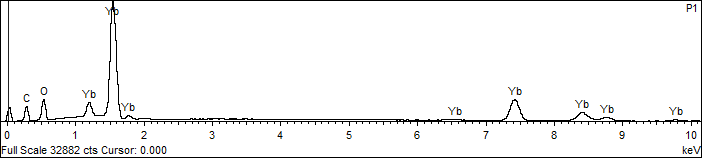 P1
Yb
C O Yb Yb Yb Yb Yb Yb Yb
0 1 2 3 4 5 6 7 8 9 10
Full Scale 32882 cts Cursor: 0.000 keV